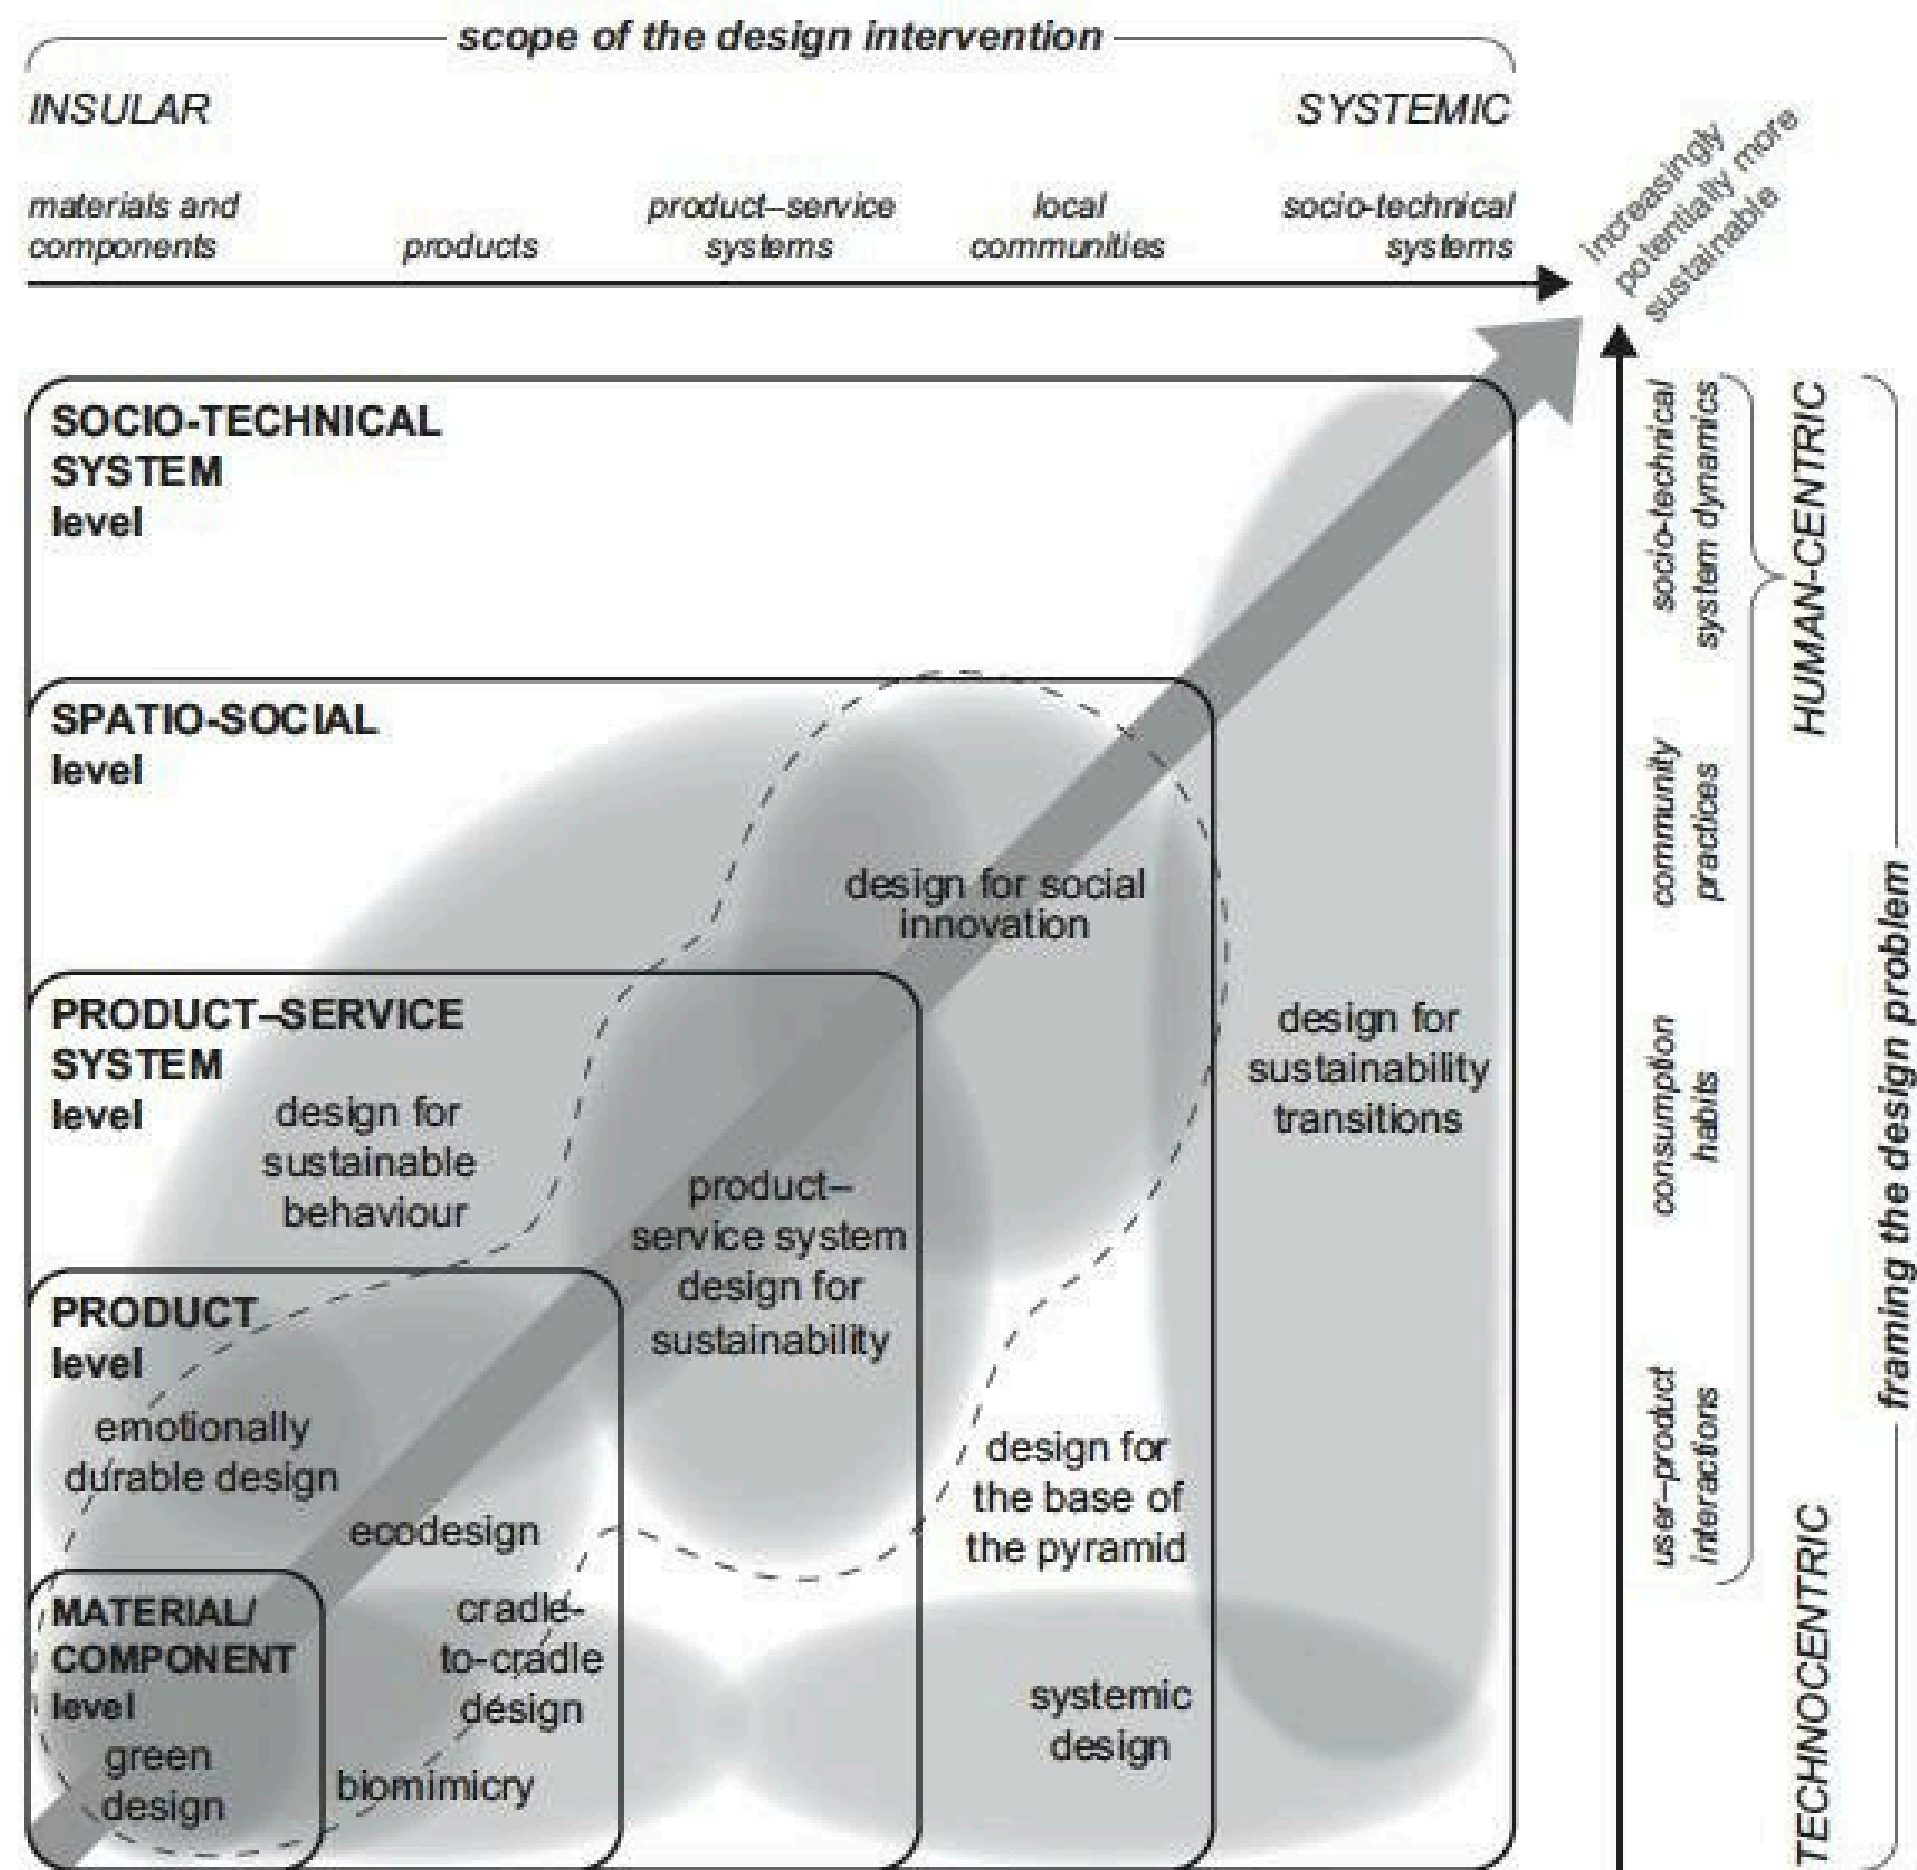 scope of the design intervention
INSULAR
SYSTEMIC
materials and
components
products
product–service
systems
local
communities
socio-technical
systems
increasingly
potentially more
sustainable
SOCIO-TECHNICAL
SYSTEM
level
SPATIO-SOCIAL
level
design for social
innovation
PRODUCT–SERVICE
SYSTEM
level
design for
sustainable
behaviour
product–
service system
design for
sustainability
design for
sustainability
transitions
PRODUCT
level
emotionally
durable design
ecodesign
design for
the base of
the pyramid
MATERIAL/
COMPONENT
level
green
design
cradle-
to-cradle
design
biomimicry
systemic
design
socio-technical
system dynamics
community
practices
consumption
habits
user–product
interactions
HUMAN-CENTRIC
TECHNOCENTRIC
framing the design problem